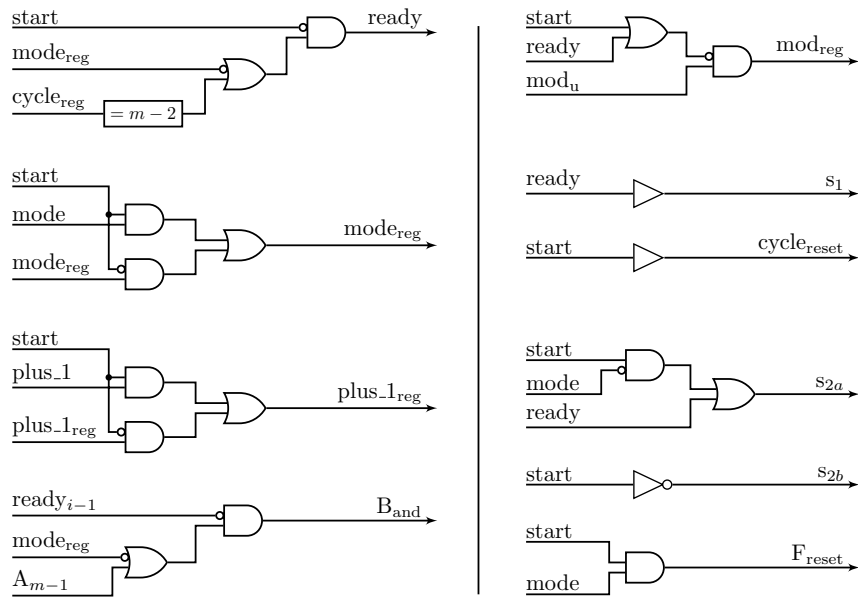 start
ready
mode_reg
cycle_reg
= m − 2
start
mode
mode_reg
mode_reg
start
plus_1
plus_1_reg
plus_1_reg
ready_{i−1}
B_and
mode_reg
A_{m−1}
start
ready
mod_reg
mod_u
ready
s_1
start
cycle_reset
start
mode
s_{2a}
ready
start
s_{2b}
start
F_reset
mode